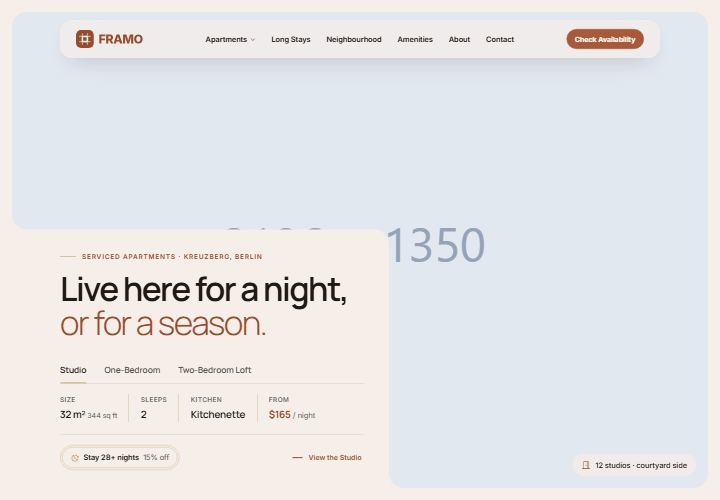 FRAMO
Apartments Long Stays Neighbourhood Amenities About Contact
Check Availability
1350
SERVICED APARTMENTS · KREUZBERG, BERLIN
Live here for a night,
or for a season.
Studio One-Bedroom Two-Bedroom Loft
SIZE SLEEPS KITCHEN FROM
32 m² 344 sq ft 2 Kitchenette $165 / night
Stay 28+ nights 15% off
View the Studio
12 studios · courtyard side